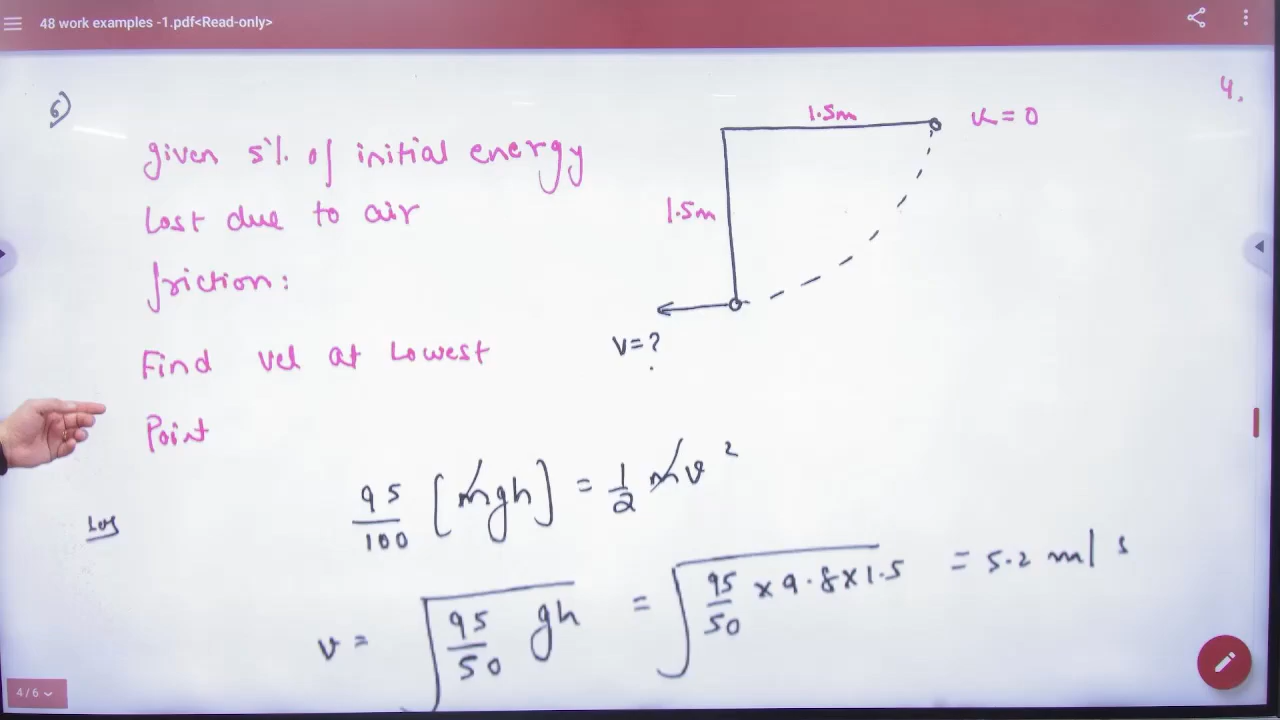 48 work examples -1.pdf<Read-only>
4.
6)
1.5m
u=0
given 5% of initial energy
1.5m
lost due to air
friction:
v=?
Find vel at Lowest
Point
95/100 [mgh] = 1/2 mv²
v = √(95/50 gh) = √(95/50 × 9.8×1.5) = 5.2 m/s
4/6